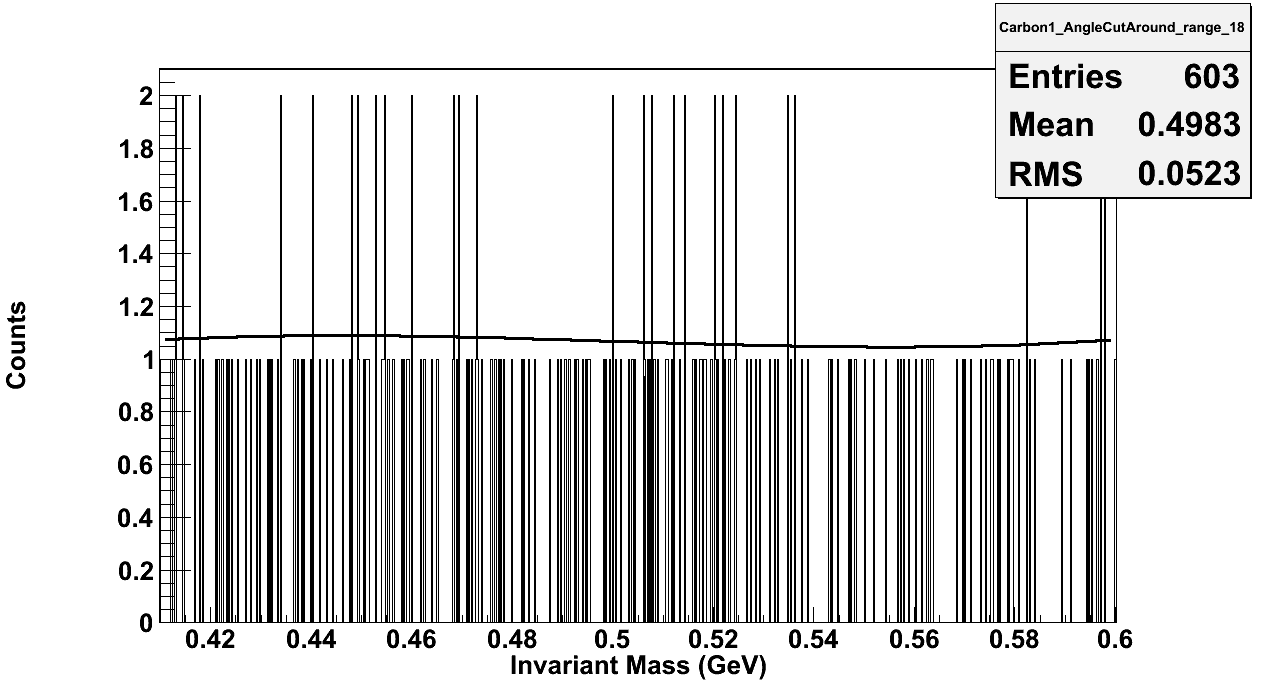 Carbon1_AngleCutAround_range_18
Entries 603
Mean 0.4983
RMS 0.0523
Counts
2
1.8
1.6
1.4
1.2
1
0.8
0.6
0.4
0.2
0
0.42 0.44 0.46 0.48 0.5 0.52 0.54 0.56 0.58 0.6
Invariant Mass (GeV)